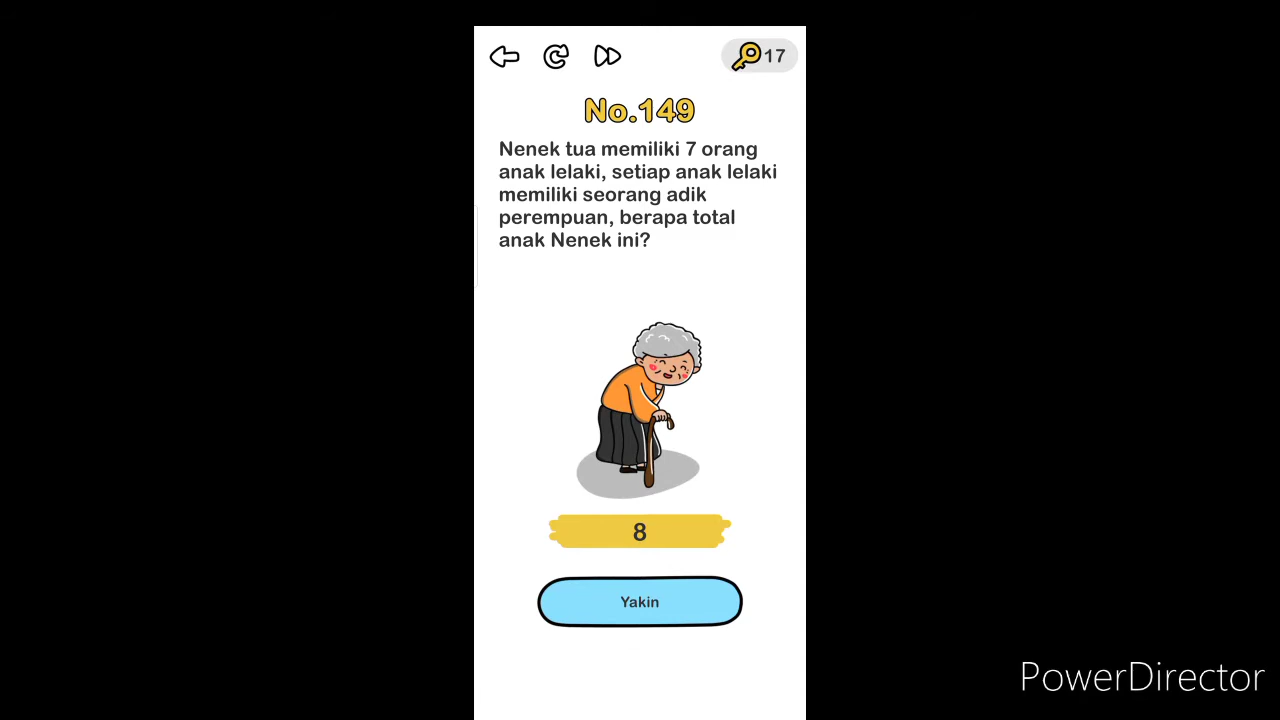 17
No.149
Nenek tua memiliki 7 orang
anak lelaki, setiap anak lelaki
memiliki seorang adik
perempuan, berapa total
anak Nenek ini?
8
Yakin
PowerDirector